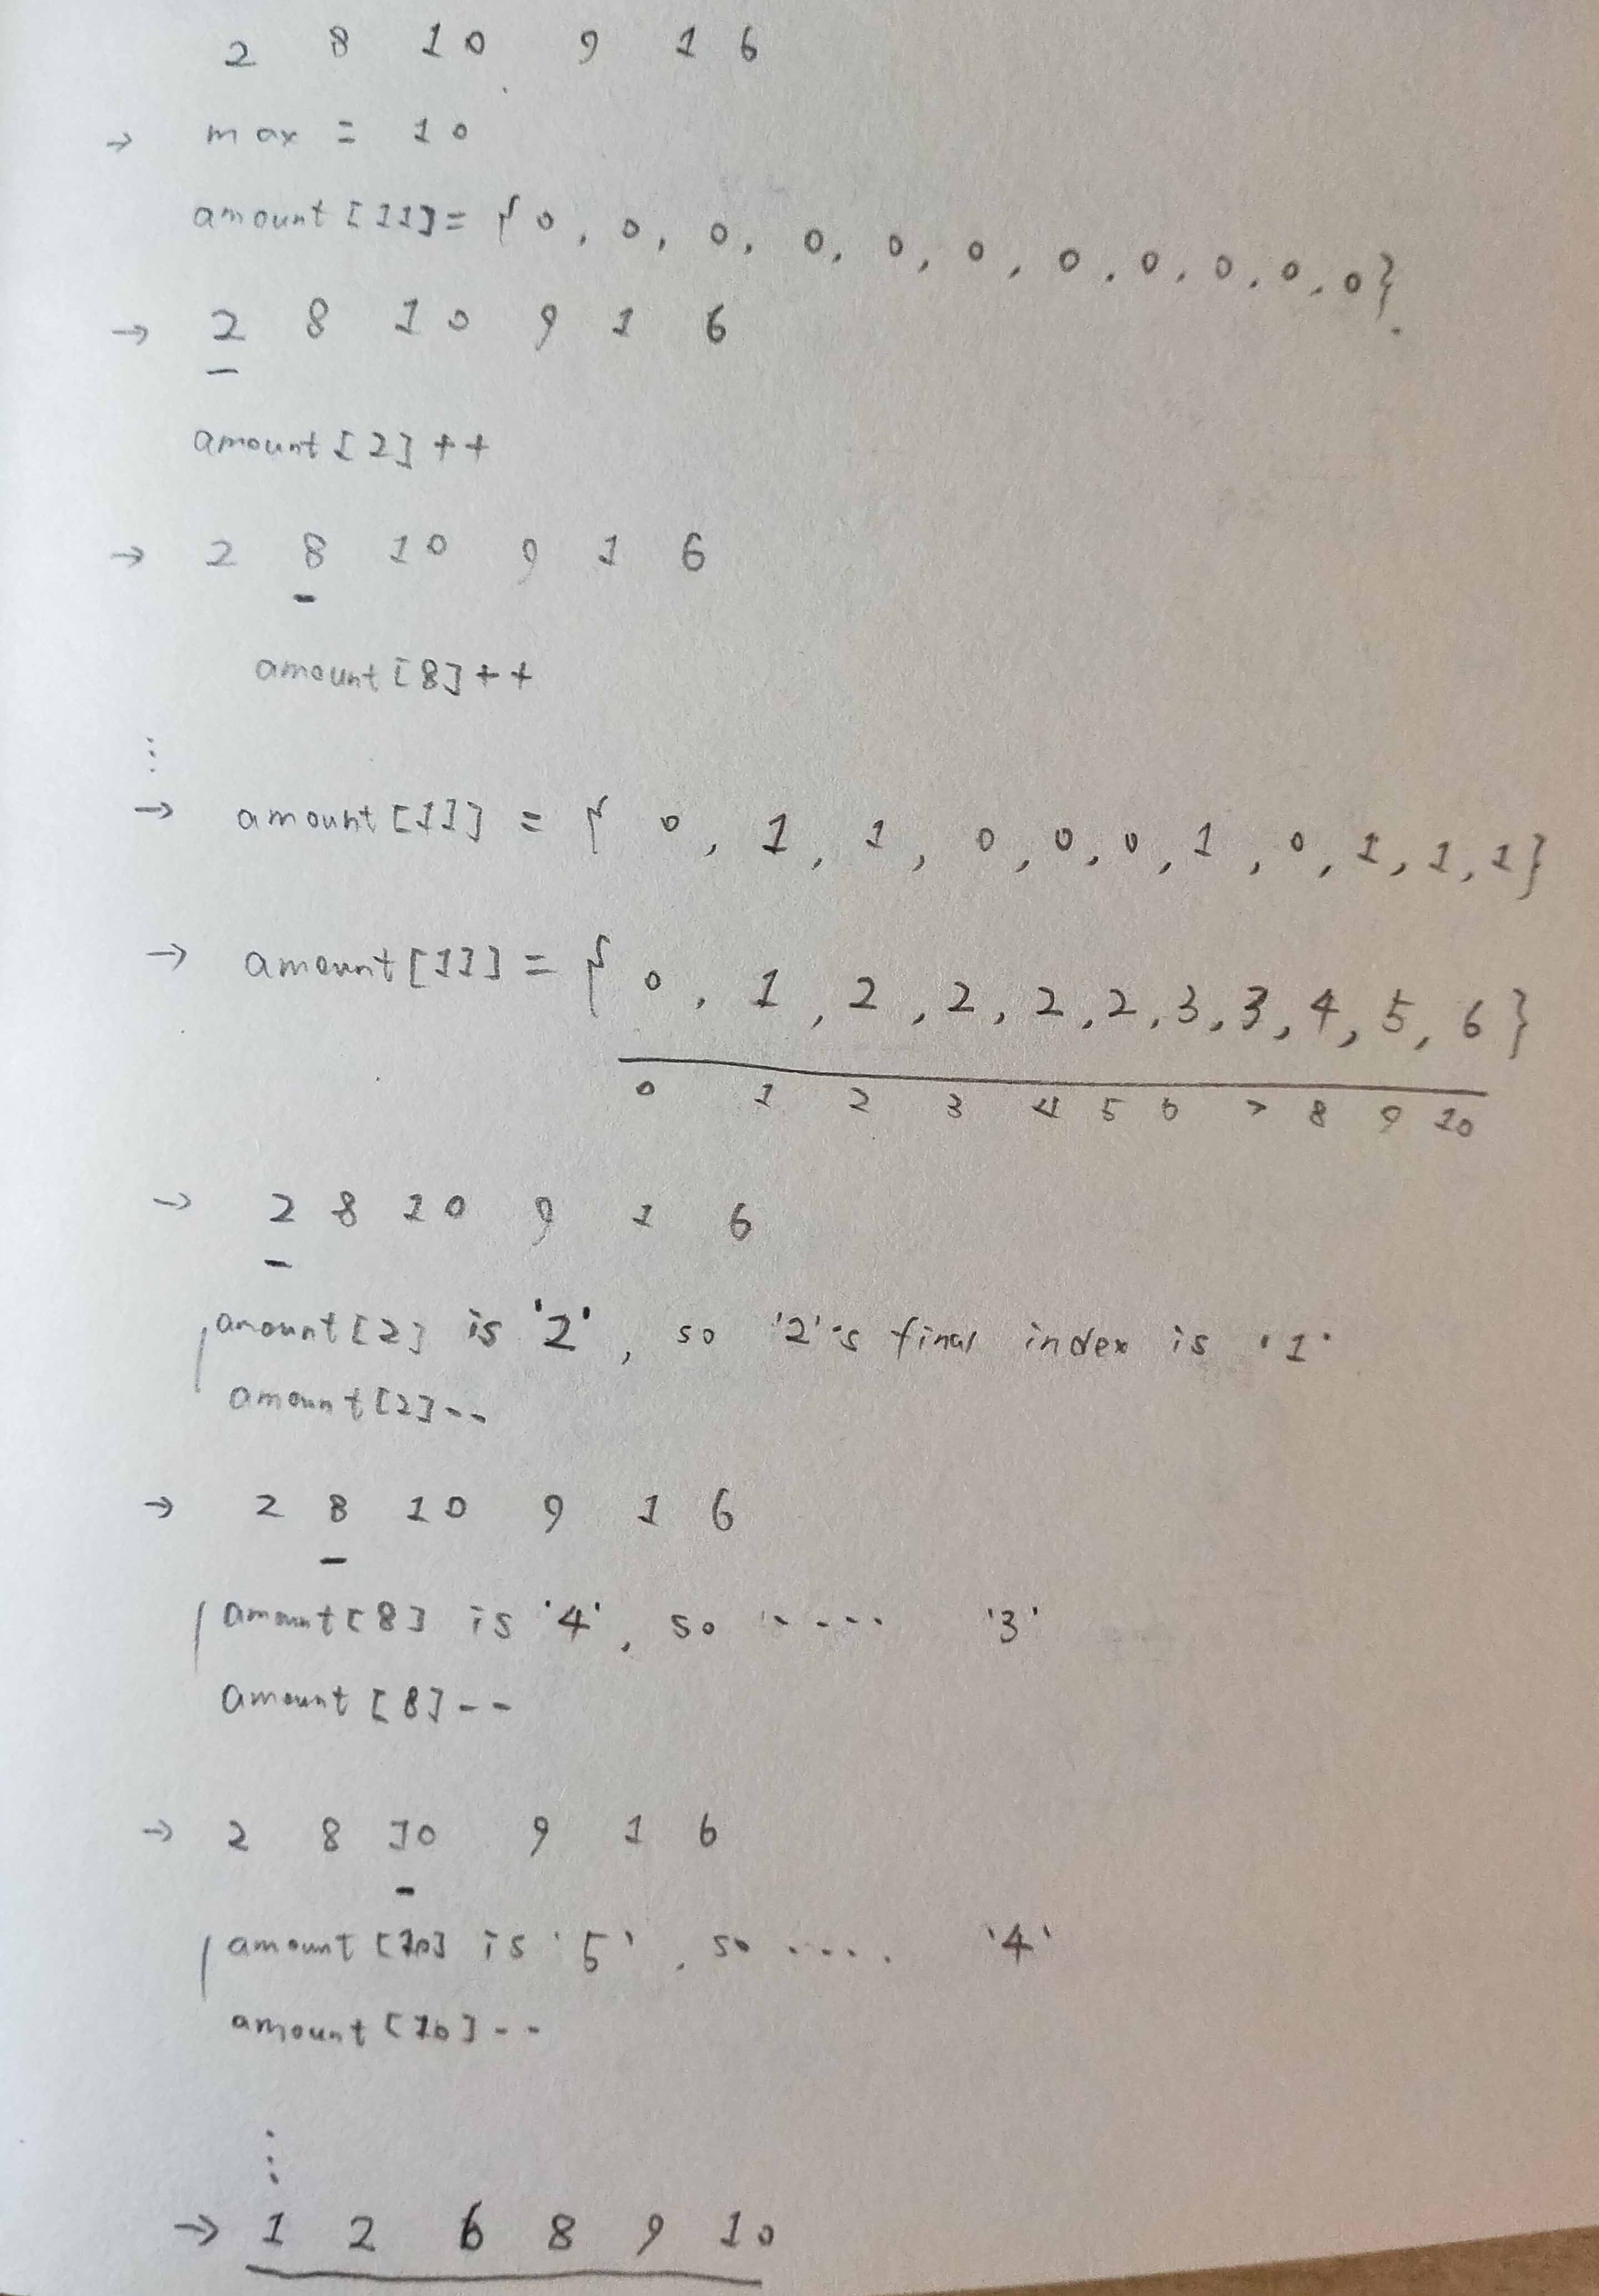 2 8 10 9 1 6
→ max = 10
amount [11] = { 0, 0, 0, 0, 0, 0, 0, 0, 0, 0, 0}.
→ 2 8 10 9 1 6
amount [2] ++
→ 2 8 10 9 1 6
amount [8] ++
⋮
→ amount [11] = { 0, 1, 1, 0, 0, 0, 1, 0, 1, 1, 1}
→ amount [11] = { 0, 1, 2, 2, 2, 2, 3, 3, 4, 5, 6 }
0 1 2 3 4 5 6 7 8 9 10
→ 2 8 10 9 1 6
amount [2] is '2', so '2's final index is '1'
amount [2]--
→ 2 8 10 9 1 6
amount [8] is '4', so ..... '3'
amount [8]--
→ 2 8 10 9 1 6
amount [10] is '5', so ..... '4'
amount [10]--
⋮
→ 1 2 6 8 9 10